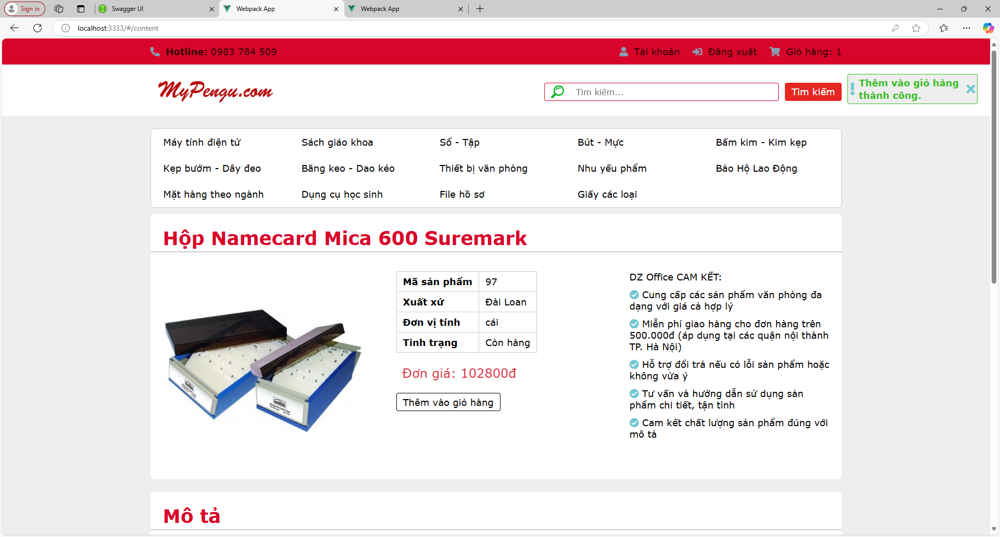 Sign in
Swagger UI
Webpack App
Webpack App
localhost:3333/#/content
Hotline: 0983 784 509
Tài khoản
Đăng xuất
Giỏ hàng: 1
MyPengu.com
Tìm kiếm...
Tìm kiếm
Thêm vào giỏ hàng
thành công.
Máy tính điện tử
Sách giáo khoa
Sổ - Tập
Bút - Mực
Bấm kim - Kim kẹp
Kẹp bướm - Dây đeo
Băng keo - Dao kéo
Thiết bị văn phòng
Nhu yếu phẩm
Bảo Hộ Lao Động
Mặt hàng theo ngành
Dụng cụ học sinh
File hồ sơ
Giấy các loại
Hộp Namecard Mica 600 Suremark
Mã sản phẩm 97
Xuất xứ Đài Loan
Đơn vị tính cái
Tình trạng Còn hàng
Đơn giá: 102800đ
Thêm vào giỏ hàng
DZ Office CAM KẾT:
Cung cấp các sản phẩm văn phòng đa
dạng với giá cả hợp lý
Miễn phí giao hàng cho đơn hàng trên
500.000đ (áp dụng tại các quận nội thành
TP. Hà Nội)
Hỗ trợ đổi trả nếu có lỗi sản phẩm hoặc
không vừa ý
Tư vấn và hướng dẫn sử dụng sản
phẩm chi tiết, tận tình
Cam kết chất lượng sản phẩm đúng với
mô tả
Mô tả